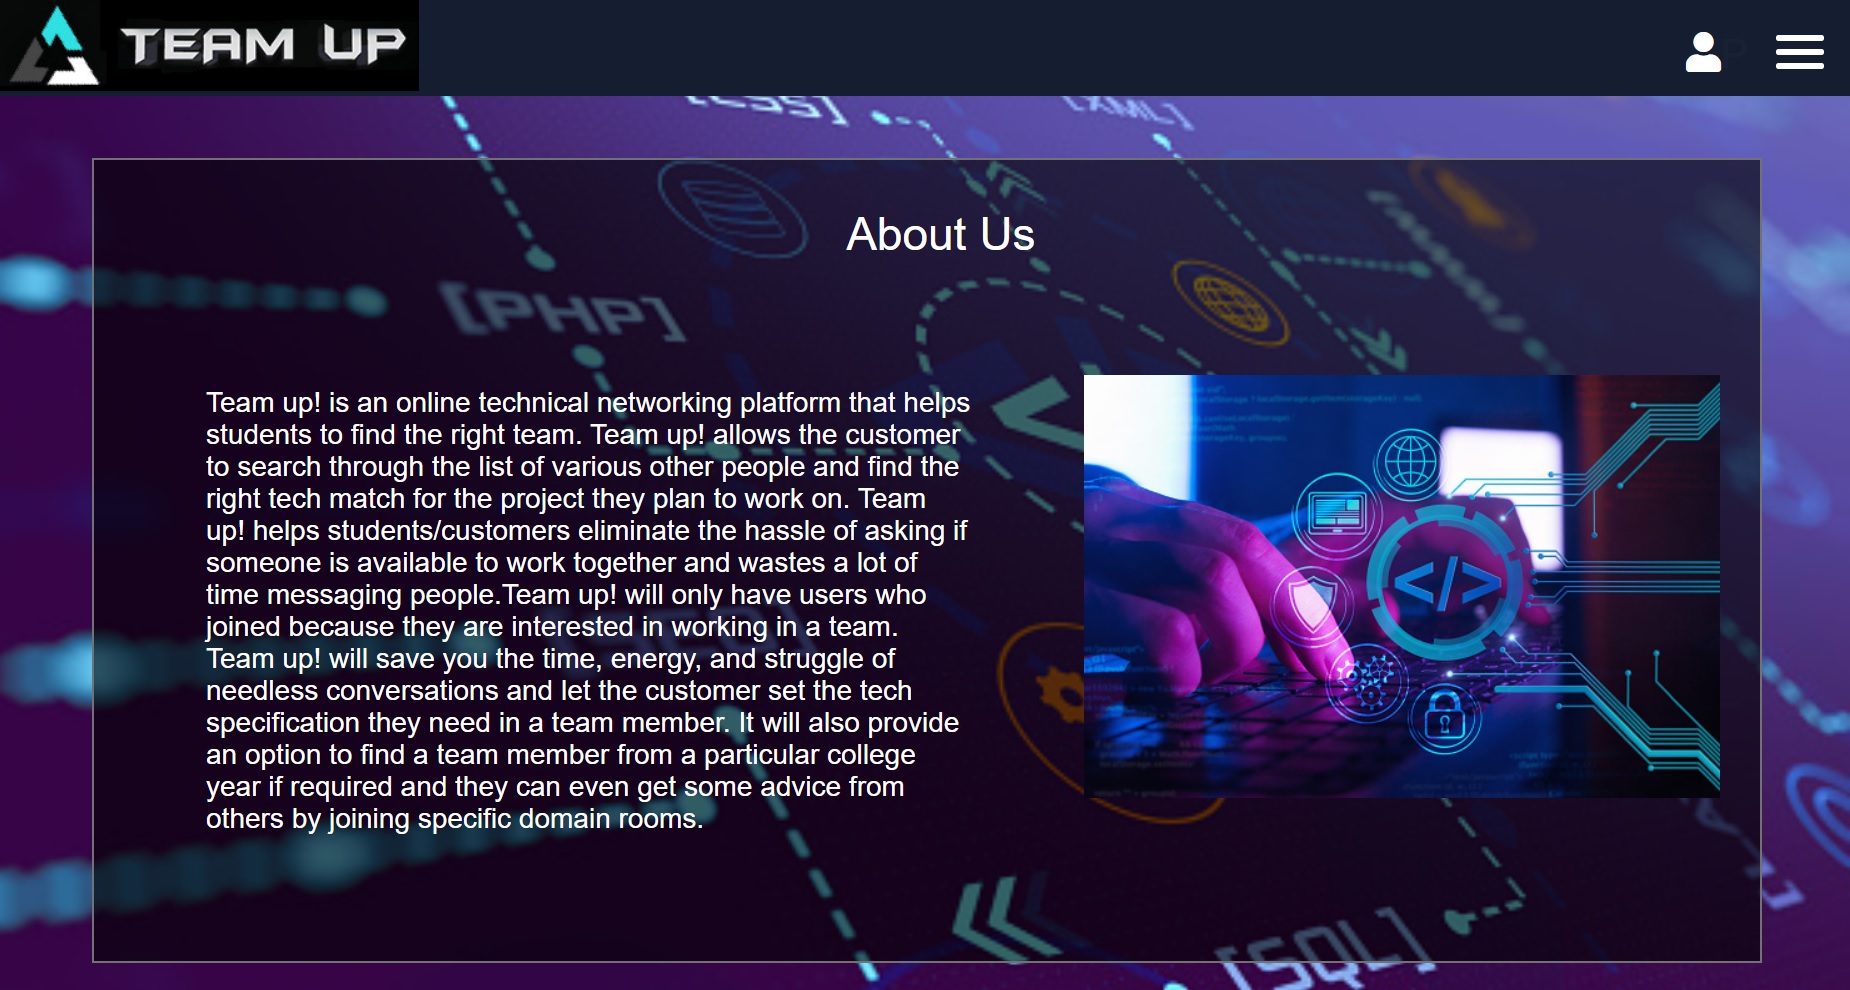 TEAM UP
[CSS]
[XML]
About Us
[PHP]
Team up! is an online technical networking platform that helps
students to find the right team. Team up! allows the customer
to search through the list of various other people and find the
right tech match for the project they plan to work on. Team
up! helps students/customers eliminate the hassle of asking if
someone is available to work together and wastes a lot of
time messaging people.Team up! will only have users who
joined because they are interested in working in a team.
Team up! will save you the time, energy, and struggle of
needless conversations and let the customer set the tech
specification they need in a team member. It will also provide
an option to find a team member from a particular college
year if required and they can even get some advice from
others by joining specific domain rooms.
</>
[SQL]